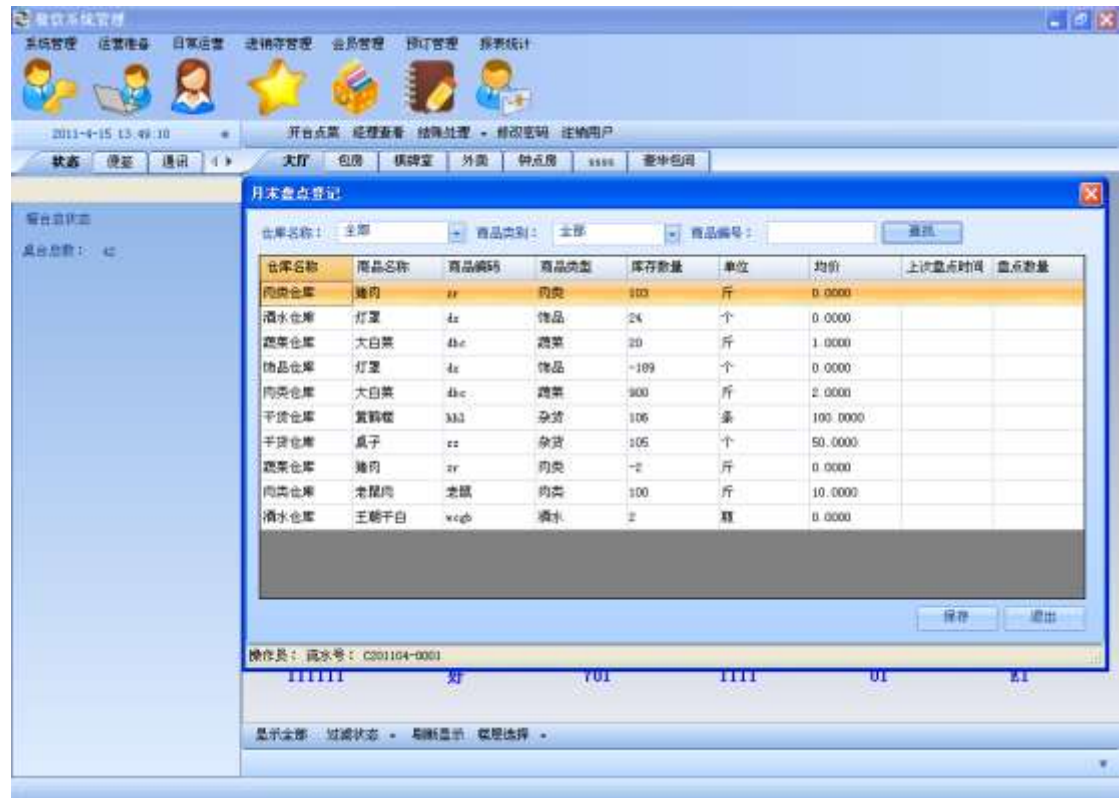 餐饮系统管理
系统管理 运营准备 日常运营 进销存管理 会员管理 预订管理 报表统计
2011-4-15 13:49:10 开台点菜 经理查看 结账处理 修改密码 注销用户
状态 便签 通讯 大厅 包房 棋牌室 外卖 钟点房 ssss 豪华包间
月末盘点登记
餐台总状态
桌台总数：
仓库名称： 全部 商品类别： 全部 商品编号： 查找
仓库名称 商品名称 商品编码 商品类型 库存数量 单位 均价 上次盘点时间 盘点数量
肉类仓库 猪肉 zr 肉类 103 斤 0.0000
酒水仓库 灯罩 dz 饰品 24 个 0.0000
蔬菜仓库 大白菜 dbc 蔬菜 20 斤 1.0000
饰品仓库 灯罩 dz 饰品 -189 个 0.0000
肉类仓库 大白菜 dbc 蔬菜 900 斤 2.0000
干货仓库 黄鹤楼 hhl 杂货 106 条 100.0000
干货仓库 桌子 zz 杂货 105 个 50.0000
蔬菜仓库 猪肉 zr 肉类 -2 斤 0.0000
肉类仓库 老鼠肉 老鼠 肉类 100 斤 10.0000
酒水仓库 王朝干白 wcgb 酒水 2 瓶 0.0000
保存 退出
操作员： 流水号： C201104-0001
显示全部 过滤状态 刷新显示 楼层选择